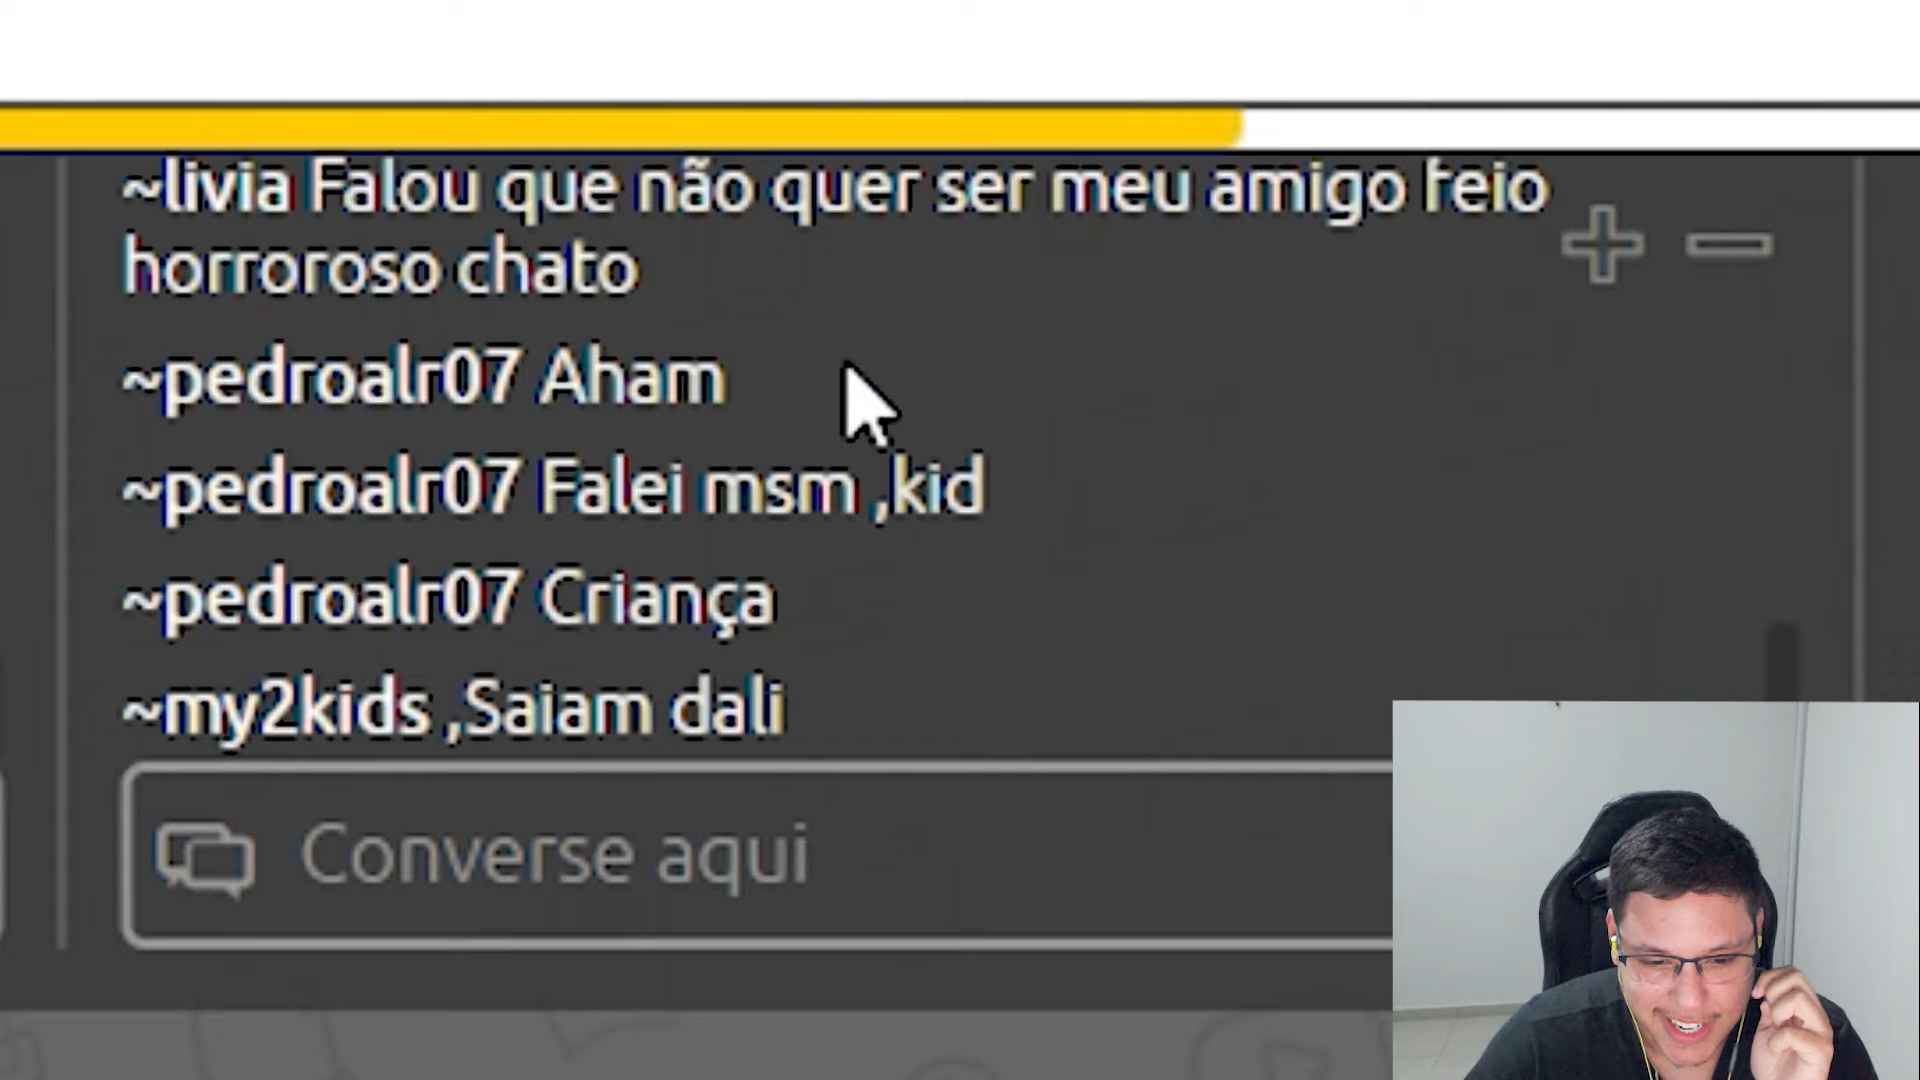 ~livia Falou que não quer ser meu amigo feio
horroroso chato
~pedroalr07 Aham
~pedroalr07 Falei msm ,kid
~pedroalr07 Criança
~my2kids ,Saiam dali
Converse aqui